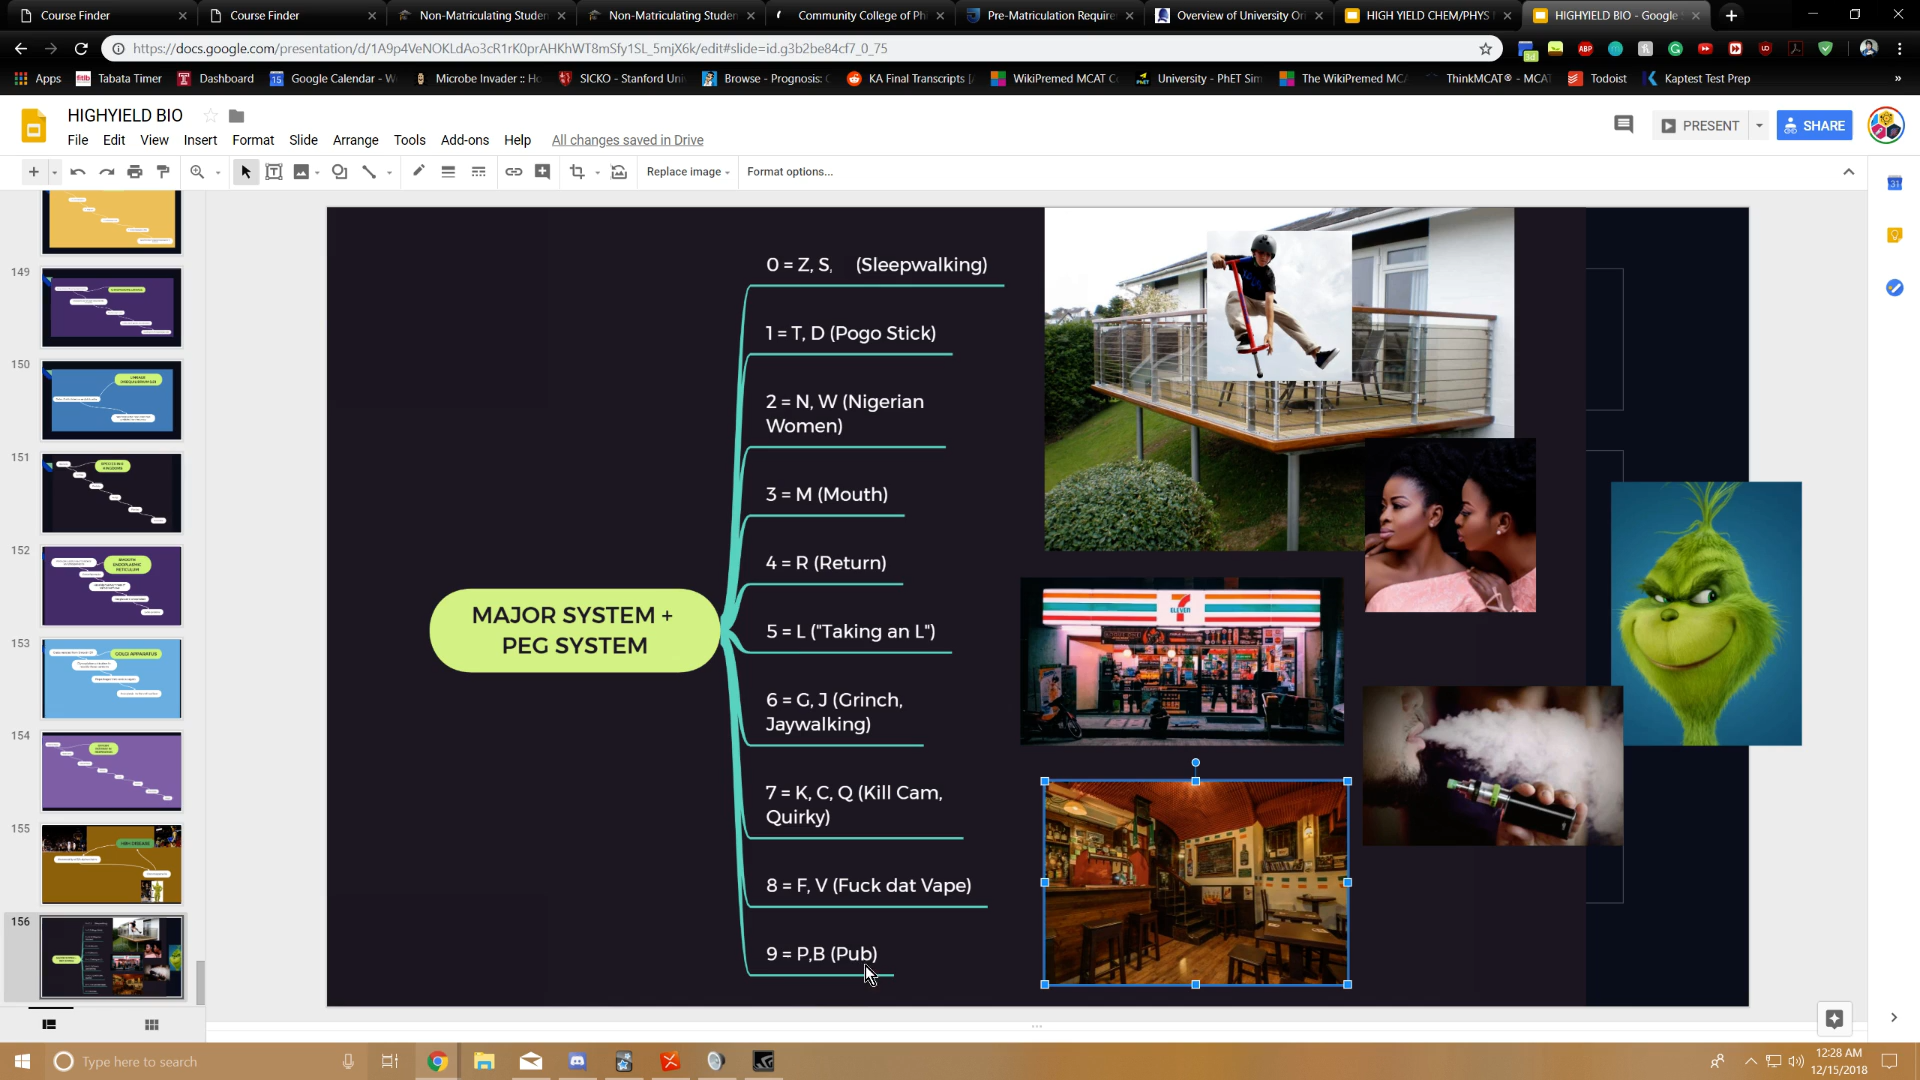 Course Finder
Course Finder
Non-Matriculating Studen
Non-Matriculating Studen
Community College of Ph
Pre-Matriculation Require
Overview of University Or
HIGH YIELD CHEM/PHYS
HIGHYIELD BIO - Google
https://docs.google.com/presentation/d/1A9p4VeNOKLdAo3cR1rK0prAHKhWT8mSfy1SL_5mjX6k/edit#slide=id.g3b2be84cf7_0_75
Apps
Tabata Timer
Dashboard
Google Calendar - W
Microbe Invader :: Ho
SICKO - Stanford Uni
Browse - Prognosis: C
KA Final Transcripts
WikiPremed MCAT C
University - PhET Sim
The WikiPremed MC
ThinkMCAT® - MCA
Todoist
Kaptest Test Prep
HIGHYIELD BIO
File Edit View Insert Format Slide Arrange Tools Add-ons Help All changes saved in Drive
PRESENT
SHARE
Replace image
Format options...
149
150
151
152
153
154
155
156
MAJOR SYSTEM +
PEG SYSTEM
0 = Z, S, (Sleepwalking)
1 = T, D (Pogo Stick)
2 = N, W (Nigerian
Women)
3 = M (Mouth)
4 = R (Return)
5 = L ("Taking an L")
6 = G, J (Grinch,
Jaywalking)
7 = K, C, Q (Kill Cam,
Quirky)
8 = F, V (Fuck dat Vape)
9 = P,B (Pub)
7
ELEVEN
Type here to search
12:28 AM
12/15/2018